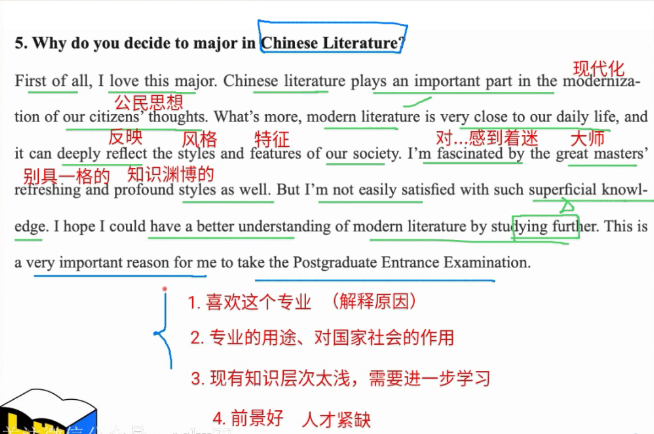 5. Why do you decide to major in Chinese Literature?
现代化
First of all, I love this major. Chinese literature plays an important part in the moderniza-
公民思想
tion of our citizens' thoughts. What's more, modern literature is very close to our daily life, and
反映 风格 特征 对...感到着迷 大师
it can deeply reflect the styles and features of our society. I'm fascinated by the great masters'
别具一格的 知识渊博的
refreshing and profound styles as well. But I'm not easily satisfied with such superficial knowl-
edge. I hope I could have a better understanding of modern literature by studying further. This is
a very important reason for me to take the Postgraduate Entrance Examination.
1. 喜欢这个专业 （解释原因）
2. 专业的用途、对国家社会的作用
3. 现有知识层次太浅，需要进一步学习
4. 前景好 人才紧缺